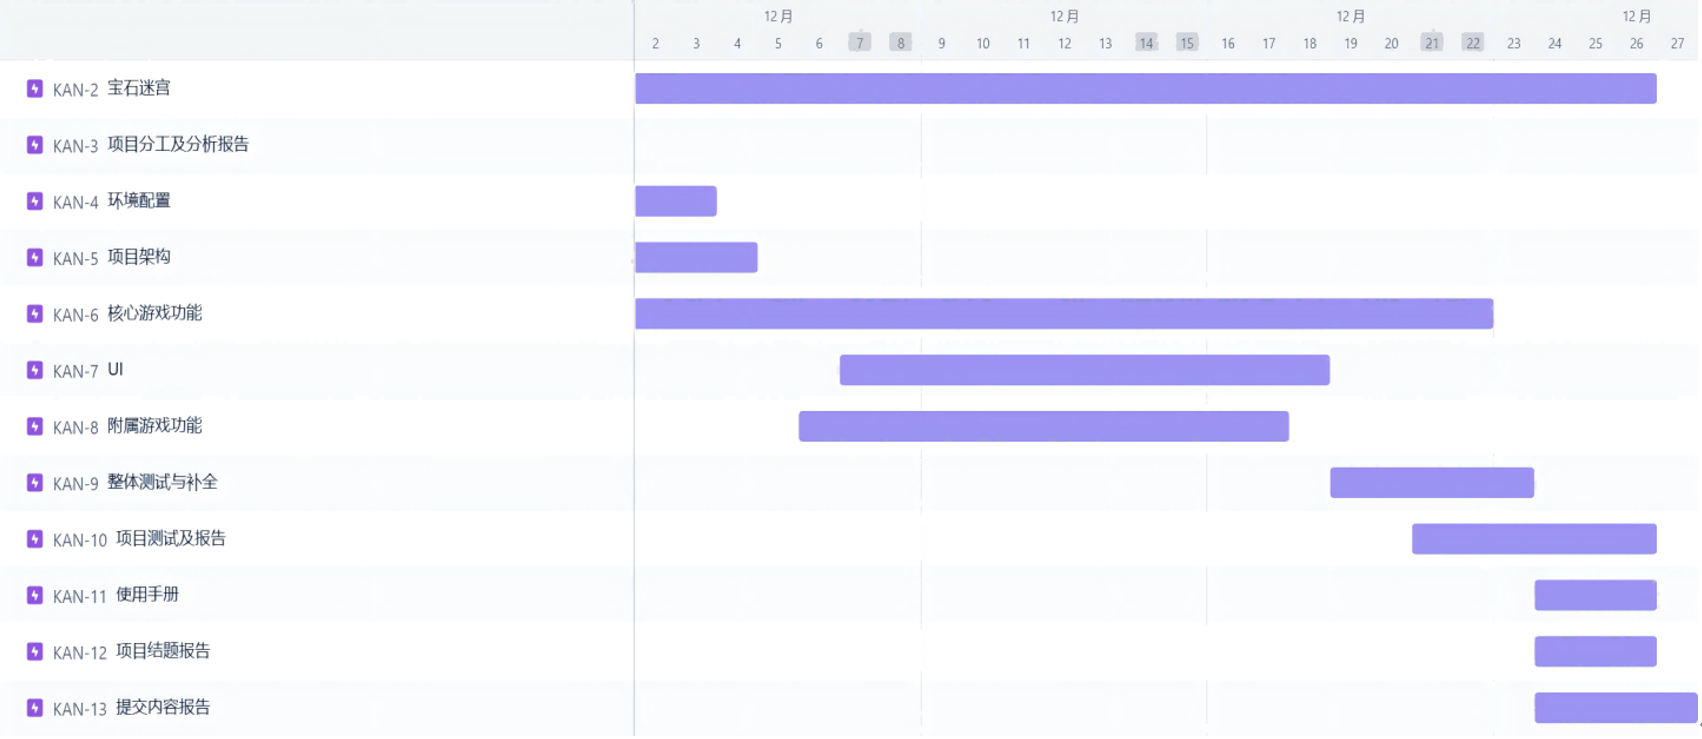 12月 12月 12月 12月
2 3 4 5 6 7 8 9 10 11 12 13 14 15 16 17 18 19 20 21 22 23 24 25 26 27
KAN-2 宝石迷宫
KAN-3 项目分工及分析报告
KAN-4 环境配置
KAN-5 项目架构
KAN-6 核心游戏功能
KAN-7 UI
KAN-8 附属游戏功能
KAN-9 整体测试与补全
KAN-10 项目测试及报告
KAN-11 使用手册
KAN-12 项目结题报告
KAN-13 提交内容报告